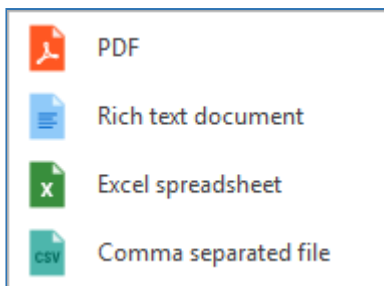 PDF
Rich text document
X Excel spreadsheet
CSV Comma separated file